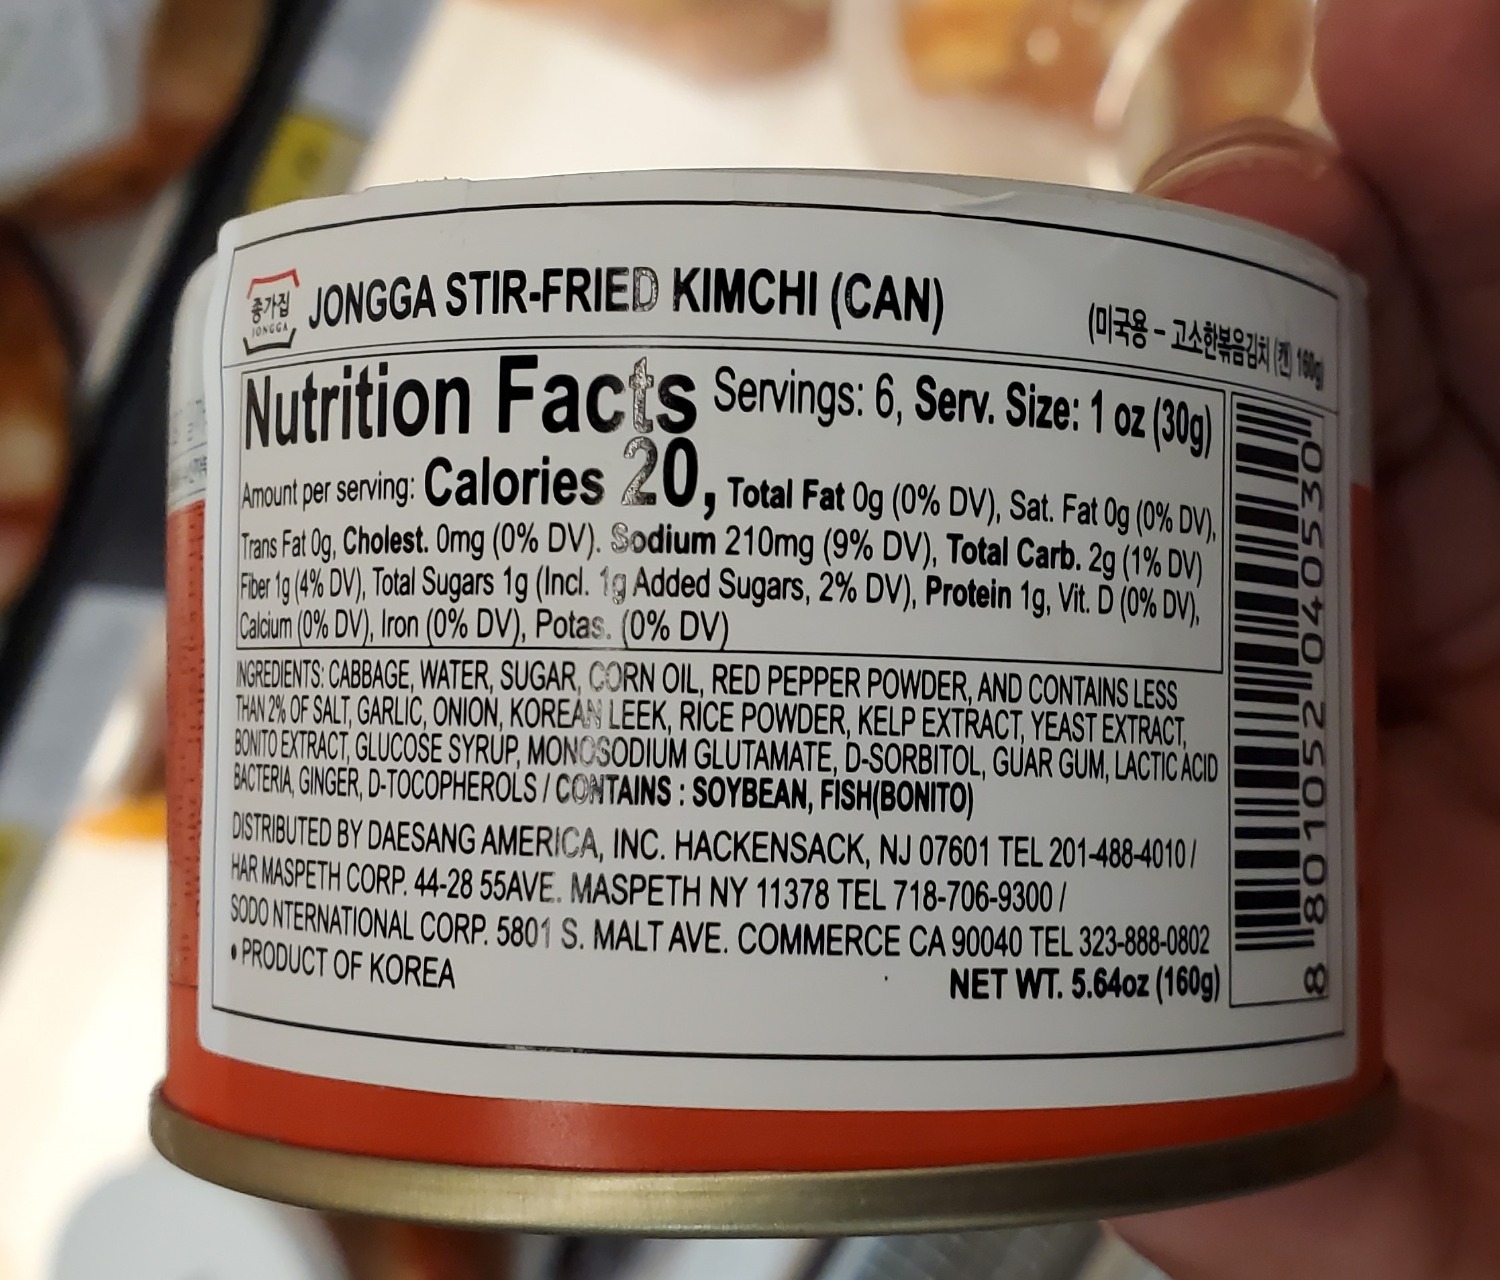 종가집
JONGGA
JONGGA STIR-FRIED KIMCHI (CAN)
(미국용 - 고소한볶음김치 (캔) 160g)
Nutrition Facts Servings: 6, Serv. Size: 1 oz (30g)
Amount per serving: Calories 20, Total Fat 0g (0% DV), Sat. Fat 0g (0% DV),
Trans Fat 0g, Cholest. 0mg (0% DV). Sodium 210mg (9% DV), Total Carb. 2g (1% DV)
Fiber 1g (4% DV), Total Sugars 1g (Incl. 1g Added Sugars, 2% DV), Protein 1g, Vit. D (0% DV),
Calcium (0% DV), Iron (0% DV), Potas. (0% DV)
INGREDIENTS: CABBAGE, WATER, SUGAR, CORN OIL, RED PEPPER POWDER, AND CONTAINS LESS
THAN 2% OF SALT, GARLIC, ONION, KOREAN LEEK, RICE POWDER, KELP EXTRACT, YEAST EXTRACT,
BONITO EXTRACT, GLUCOSE SYRUP, MONOSODIUM GLUTAMATE, D-SORBITOL, GUAR GUM, LACTIC ACID
BACTERIA, GINGER, D-TOCOPHEROLS / CONTAINS : SOYBEAN, FISH(BONITO)
DISTRIBUTED BY DAESANG AMERICA, INC. HACKENSACK, NJ 07601 TEL 201-488-4010 /
HAR MASPETH CORP. 44-28 55AVE. MASPETH NY 11378 TEL 718-706-9300 /
SODO NTERNATIONAL CORP. 5801 S. MALT AVE. COMMERCE CA 90040 TEL 323-888-0802
• PRODUCT OF KOREA
NET WT. 5.64oz (160g)
8 801052 040530